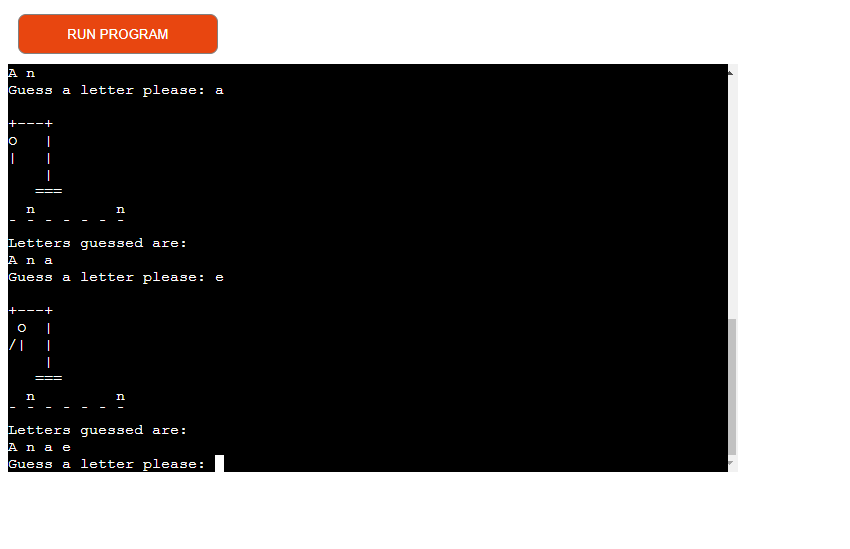 RUN PROGRAM
A n
Guess a letter please: a
+---+
O   |
|   |
    |
   ===
  n         n
- - - - - - -
Letters guessed are:
A n a
Guess a letter please: e
+---+
 O  |
/|  |
    |
   ===
  n         n
- - - - - - -
Letters guessed are:
A n a e
Guess a letter please: